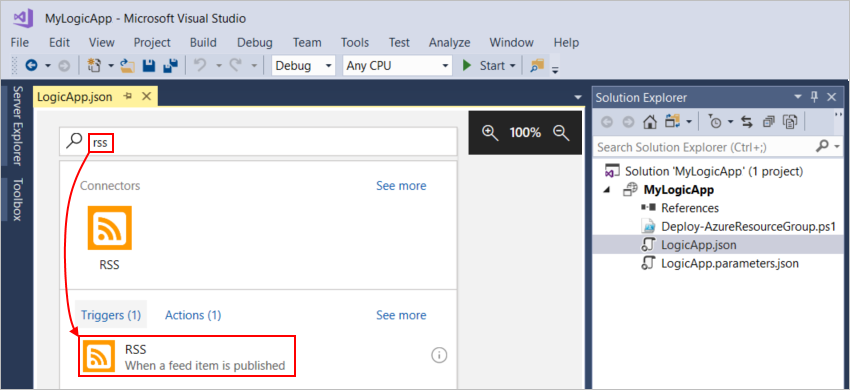 MyLogicApp - Microsoft Visual Studio
File Edit View Project Build Debug Team Tools Test Analyze Window Help
Debug Any CPU Start
Server Explorer
Toolbox
LogicApp.json
rss
100%
Connectors See more
RSS
Triggers (1) Actions (1) See more
RSS
When a feed item is published
Solution Explorer
Search Solution Explorer (Ctrl+;)
Solution 'MyLogicApp' (1 project)
MyLogicApp
References
Deploy-AzureResourceGroup.ps1
LogicApp.json
LogicApp.parameters.json